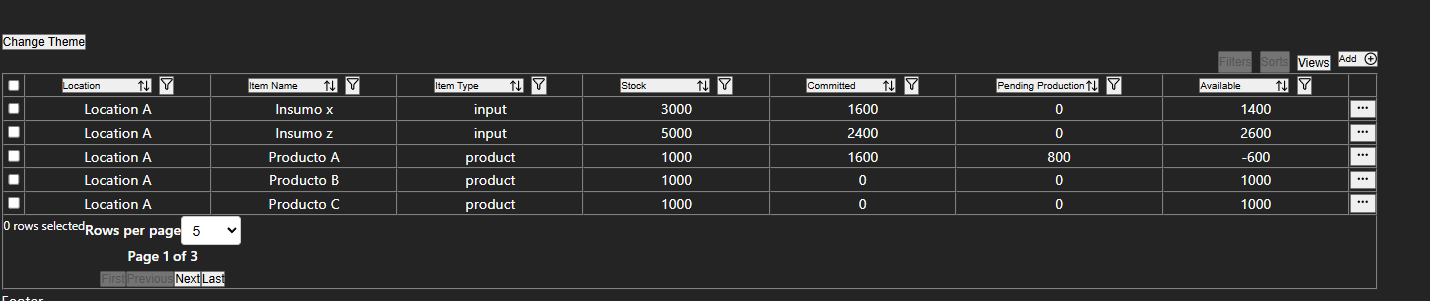 Change Theme
Filters Sorts Views Add
Location Item Name Item Type Stock Committed Pending Production Available
Location A Insumo x input 3000 1600 0 1400 ...
Location A Insumo z input 5000 2400 0 2600 ...
Location A Producto A product 1000 1600 800 -600 ...
Location A Producto B product 1000 0 0 1000 ...
Location A Producto C product 1000 0 0 1000 ...
0 rows selected Rows per page 5
Page 1 of 3
First Previous Next Last
Footer